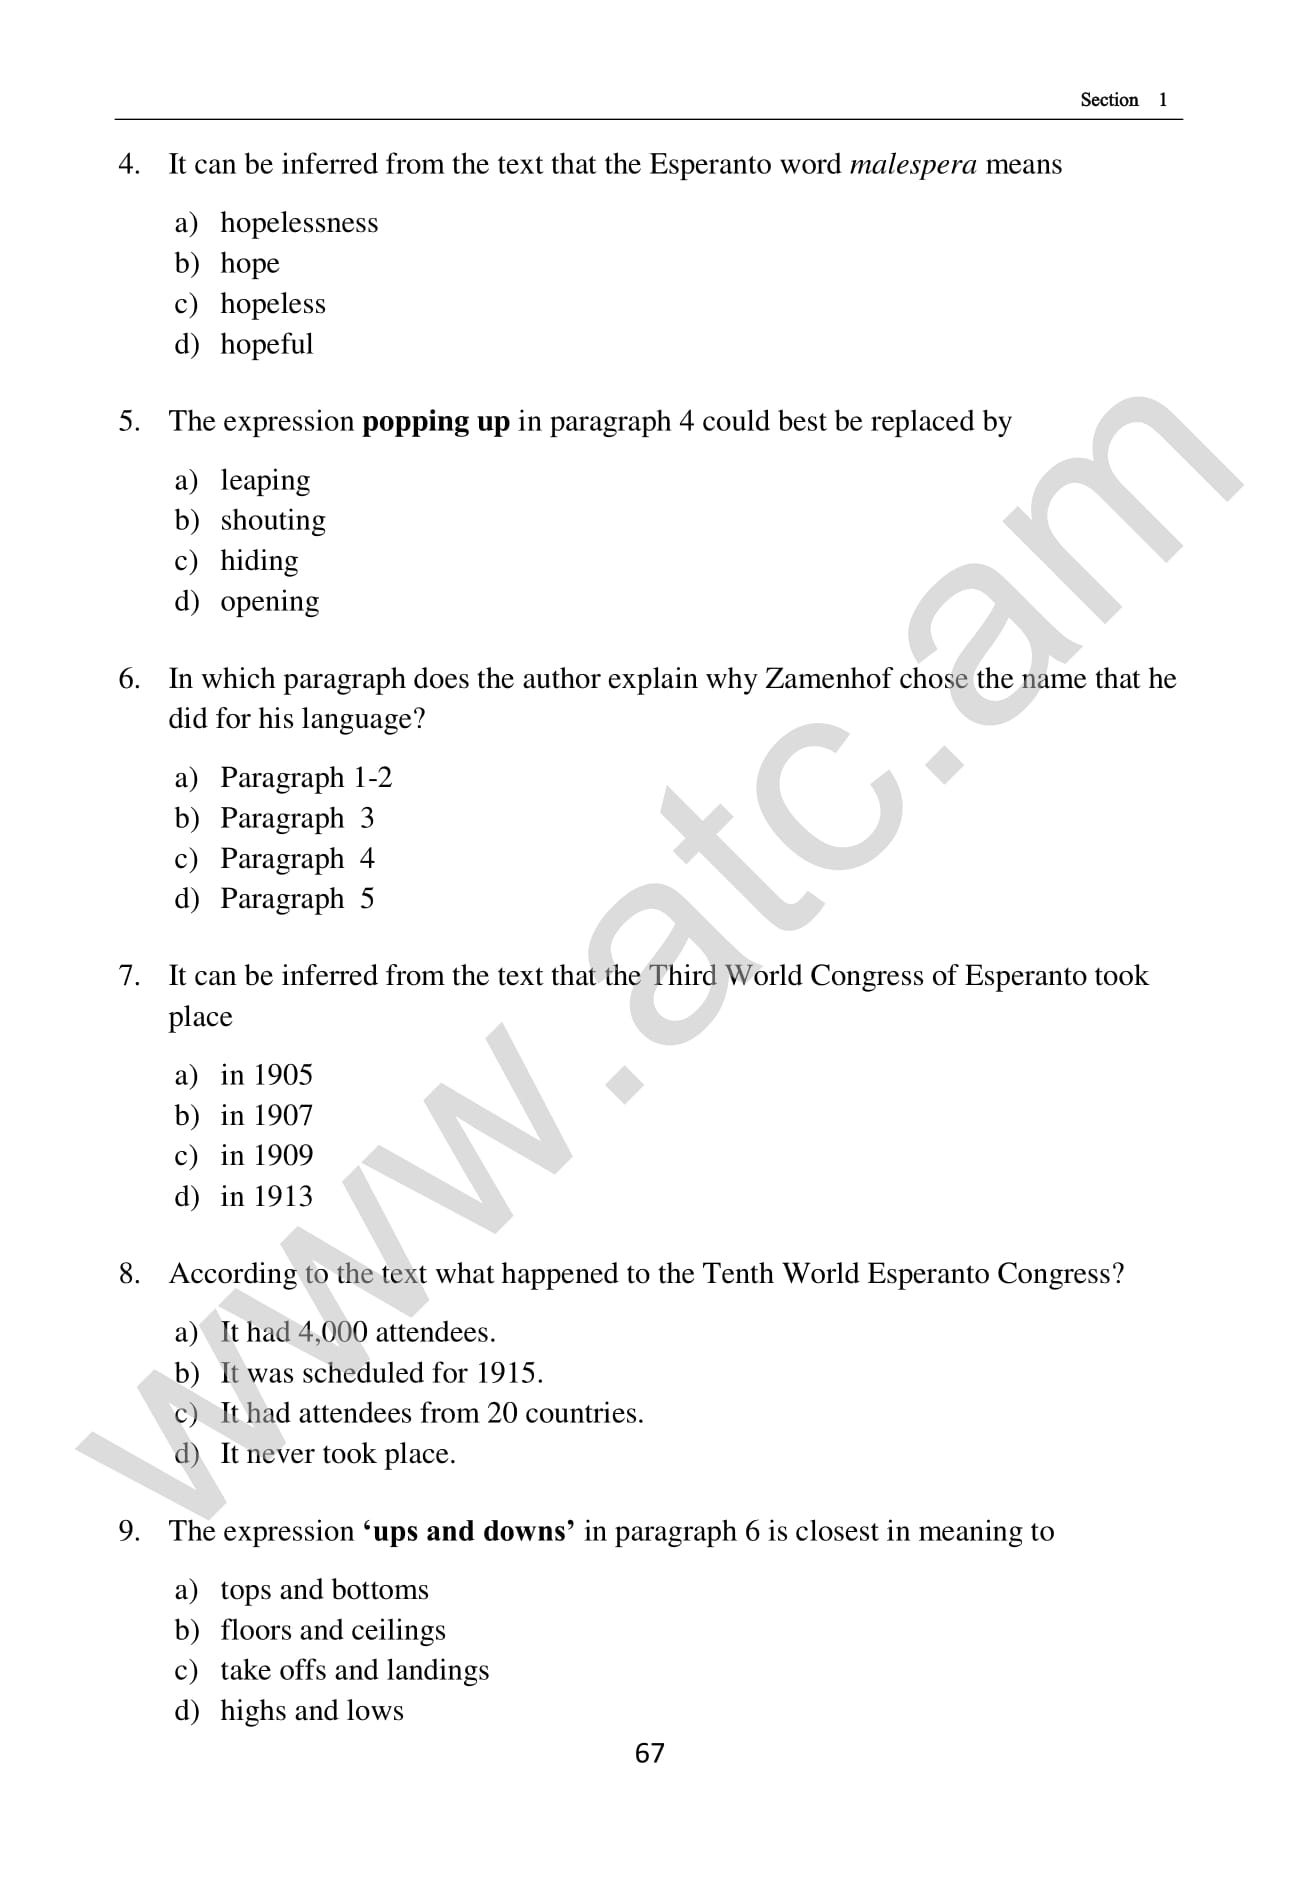 Section 1
4. It can be inferred from the text that the Esperanto word malespera means
a) hopelessness
b) hope
c) hopeless
d) hopeful
5. The expression popping up in paragraph 4 could best be replaced by
a) leaping
b) shouting
c) hiding
d) opening
6. In which paragraph does the author explain why Zamenhof chose the name that he
did for his language?
a) Paragraph 1-2
b) Paragraph 3
c) Paragraph 4
d) Paragraph 5
7. It can be inferred from the text that the Third World Congress of Esperanto took
place
a) in 1905
b) in 1907
c) in 1909
d) in 1913
8. According to the text what happened to the Tenth World Esperanto Congress?
a) It had 4,000 attendees.
b) It was scheduled for 1915.
c) It had attendees from 20 countries.
d) It never took place.
9. The expression ‘ups and downs’ in paragraph 6 is closest in meaning to
a) tops and bottoms
b) floors and ceilings
c) take offs and landings
d) highs and lows
67
www.atc.am